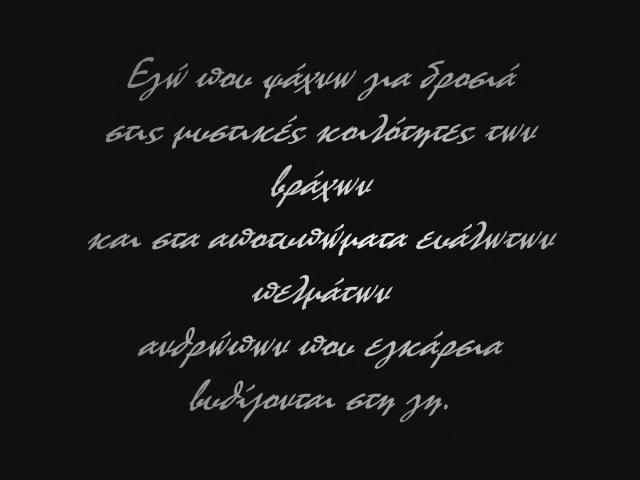 Εγώ που ψάχνω για δροσιά
στις μυστικές κοιλότητες των
βράχων
και στα αποτυπώματα ευάλωτων
πελμάτων
ανθρώπων που εγκάρσια
βυθίζονται στη γη.